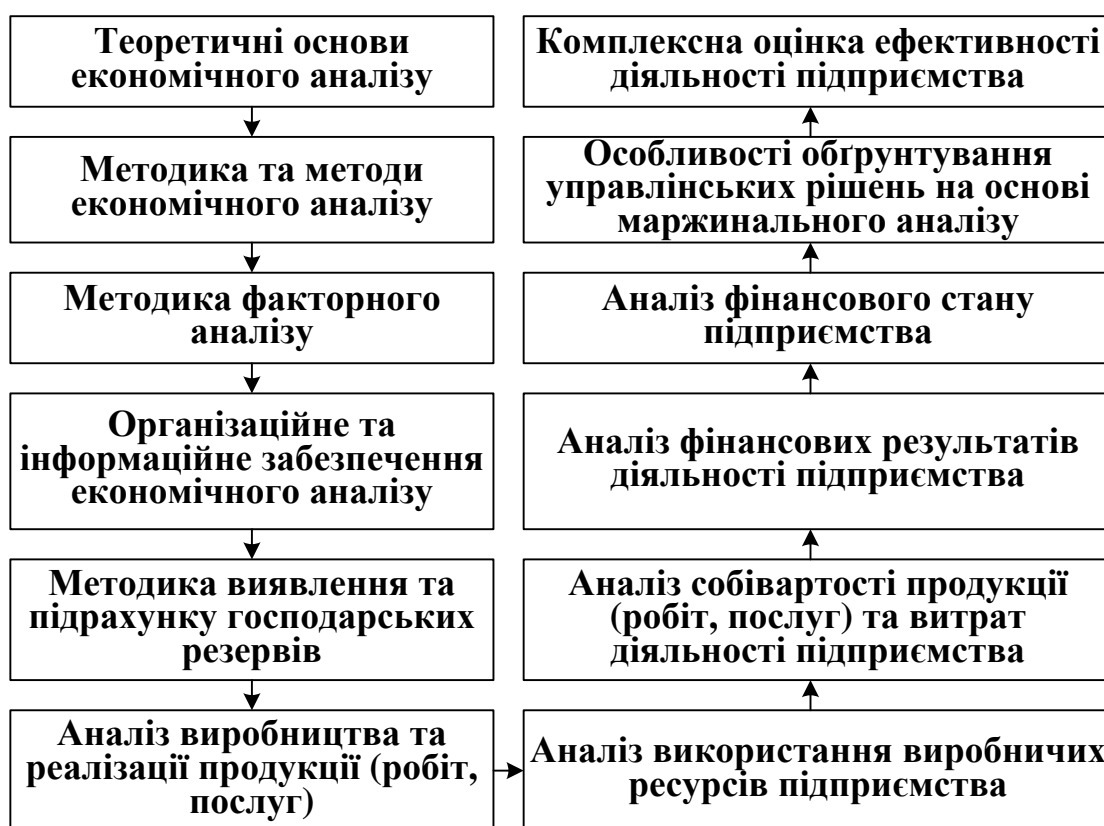 Теоретичні основи
економічного аналізу
Методика та методи
економічного аналізу
Методика факторного
аналізу
Організаційне та
інформаційне забезпечення
економічного аналізу
Методика виявлення та
підрахунку господарських
резервів
Аналіз виробництва та
реалізації продукції (робіт,
послуг)
Аналіз використання виробничих
ресурсів підприємства
Аналіз собівартості продукції
(робіт, послуг) та витрат
діяльності підприємства
Аналіз фінансових результатів
діяльності підприємства
Аналіз фінансового стану
підприємства
Особливості обґрунтування
управлінських рішень на основі
маржинального аналізу
Комплексна оцінка ефективності
діяльності підприємства